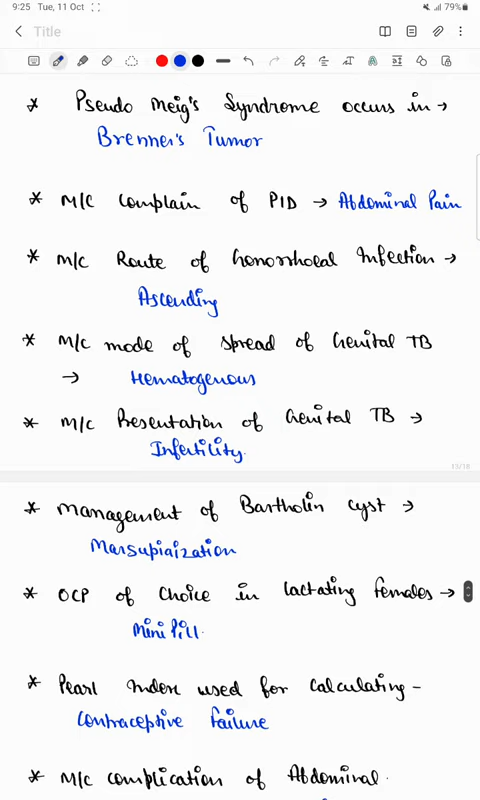 9:25 Tue, 11 Oct
79%
Title
* Pseudo Meig's Syndrome occurs in →
Brenner's Tumor
* M/C Complain of PID → Abdominal Pain
* M/C Route of Gonorrhoeal Infection →
Ascending
* M/C mode of spread of Genital TB
→ Hematogenous
* M/C Presentation of Genital TB →
Infertility.
15/18
* Management of Bartholin cyst →
Marsupiaization
* OCP of Choice in lactating females →
Mini Pill.
* Pearl Index used for calculating -
Contraceptive Failure
* M/C complication of Abdominal.